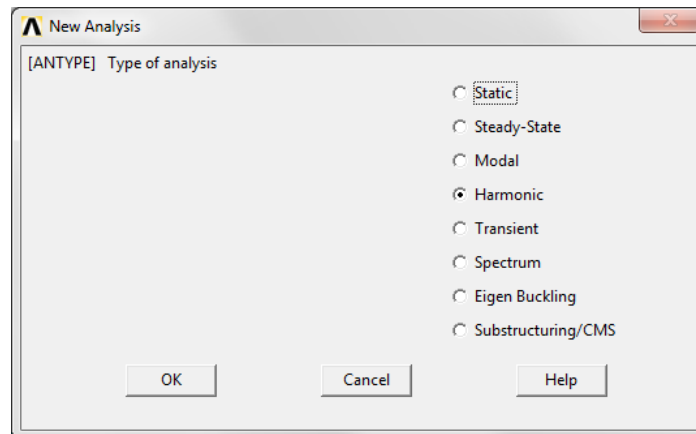 New Analysis
[ANTYPE] Type of analysis
Static
Steady-State
Modal
Harmonic
Transient
Spectrum
Eigen Buckling
Substructuring/CMS
OK Cancel Help